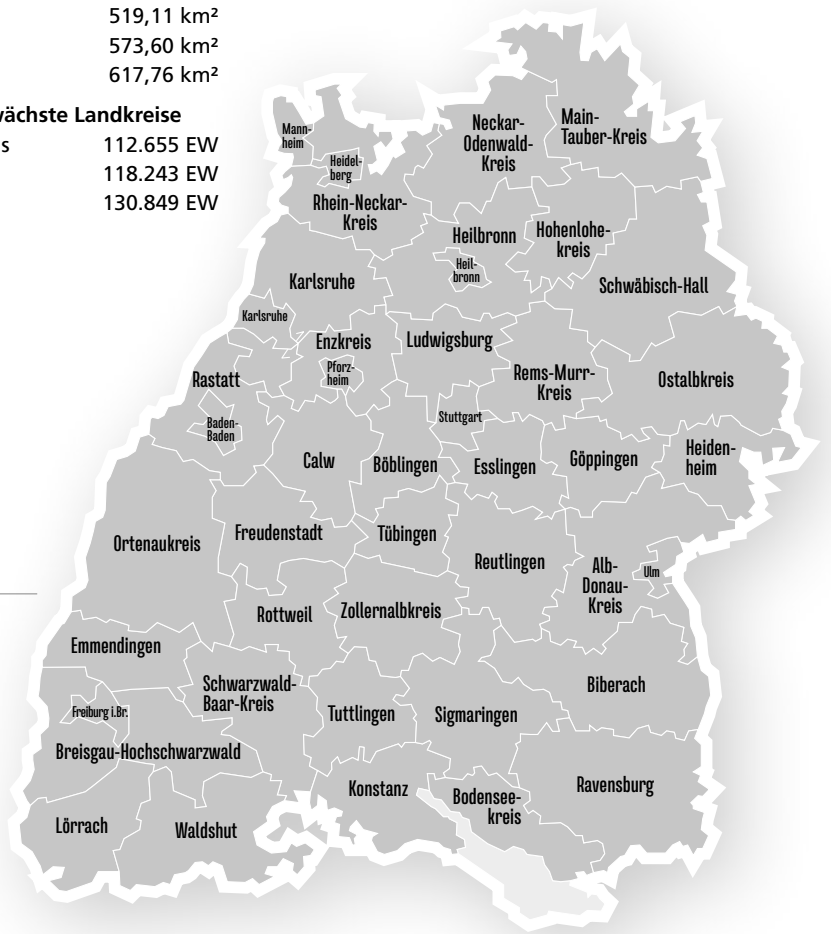 519,11 km²
573,60 km²
617,76 km²
wächste Landkreise
s 112.655 EW
118.243 EW
130.849 EW
Mann-
heim
Heidel-
berg
Rhein-Neckar-
Kreis
Neckar-
Odenwald-
Kreis
Main-
Tauber-Kreis
Heilbronn
Heil-
bronn
Hohenlohe-
kreis
Schwäbisch-Hall
Karlsruhe
Karlsruhe
Enzkreis
Pforz-
heim
Ludwigsburg
Rems-Murr-
Kreis
Ostalbkreis
Rastatt
Baden-
Baden
Calw
Böblingen
Stuttgart
Esslingen
Göppingen
Heiden-
heim
Ortenaukreis
Freudenstadt
Tübingen
Reutlingen
Alb-
Donau-
Kreis
Ulm
Rottweil
Zollernalbkreis
Emmendingen
Schwarzwald-
Baar-Kreis
Tuttlingen
Sigmaringen
Biberach
Freiburg i.Br.
Breisgau-Hochschwarzwald
Konstanz
Bodensee-
kreis
Ravensburg
Lörrach
Waldshut